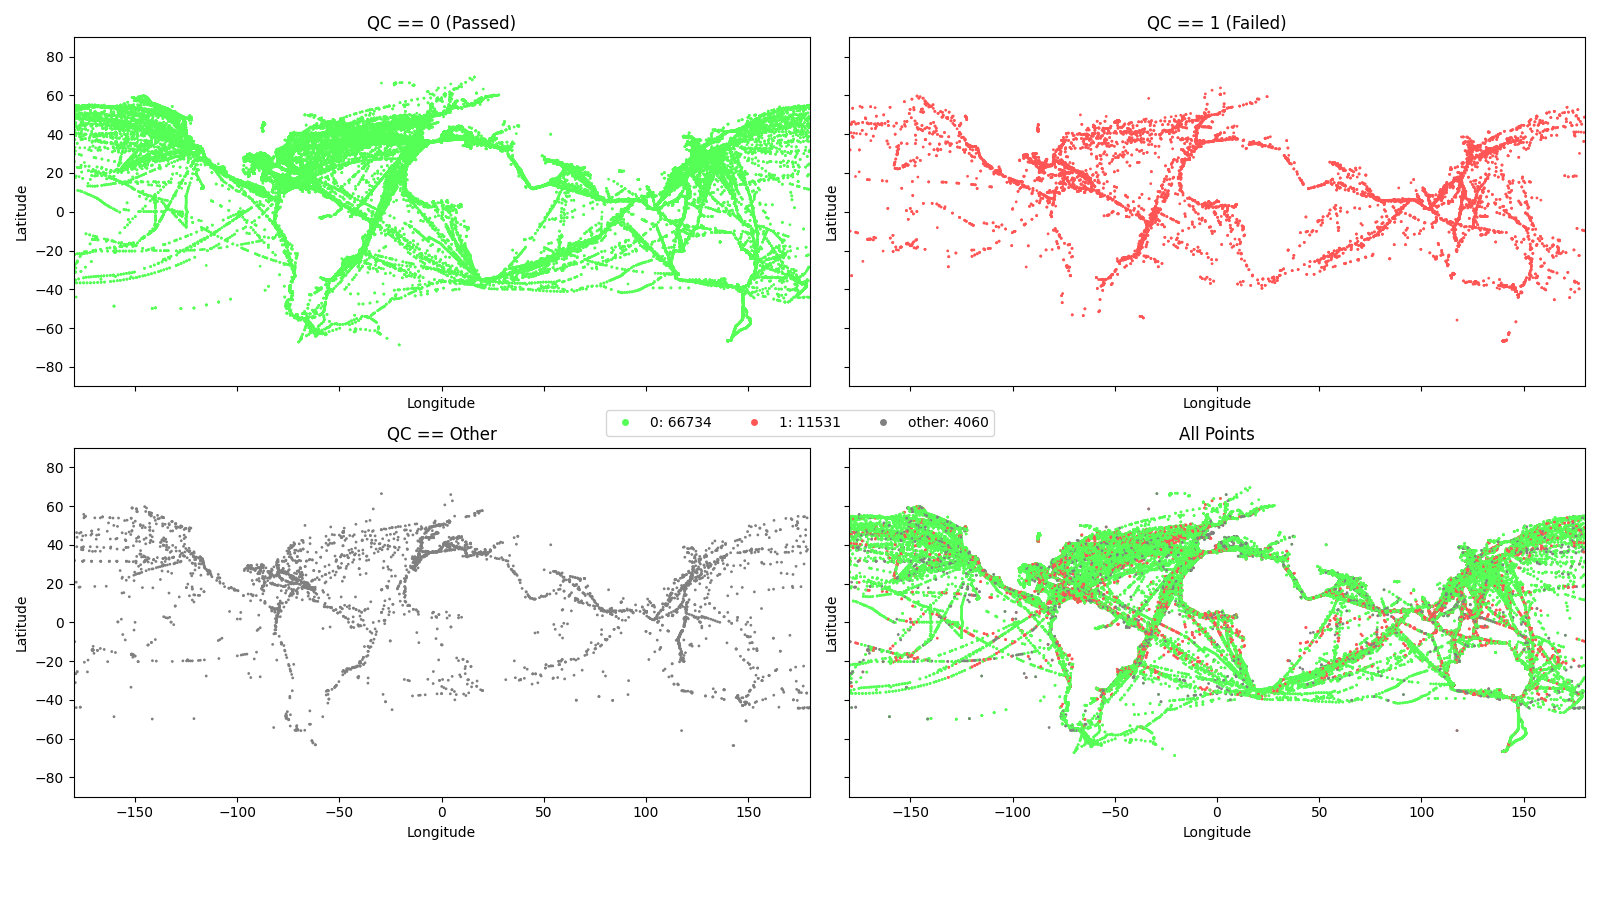 QC == 0 (Passed)
QC == 1 (Failed)
80
60
40
20
0
−20
−40
−60
−80
Latitude
Latitude
Longitude
Longitude
0: 66734 1: 11531 other: 4060
QC == Other
All Points
80
60
40
20
0
−20
−40
−60
−80
Latitude
Latitude
−150 −100 −50 0 50 100 150
−150 −100 −50 0 50 100 150
Longitude
Longitude